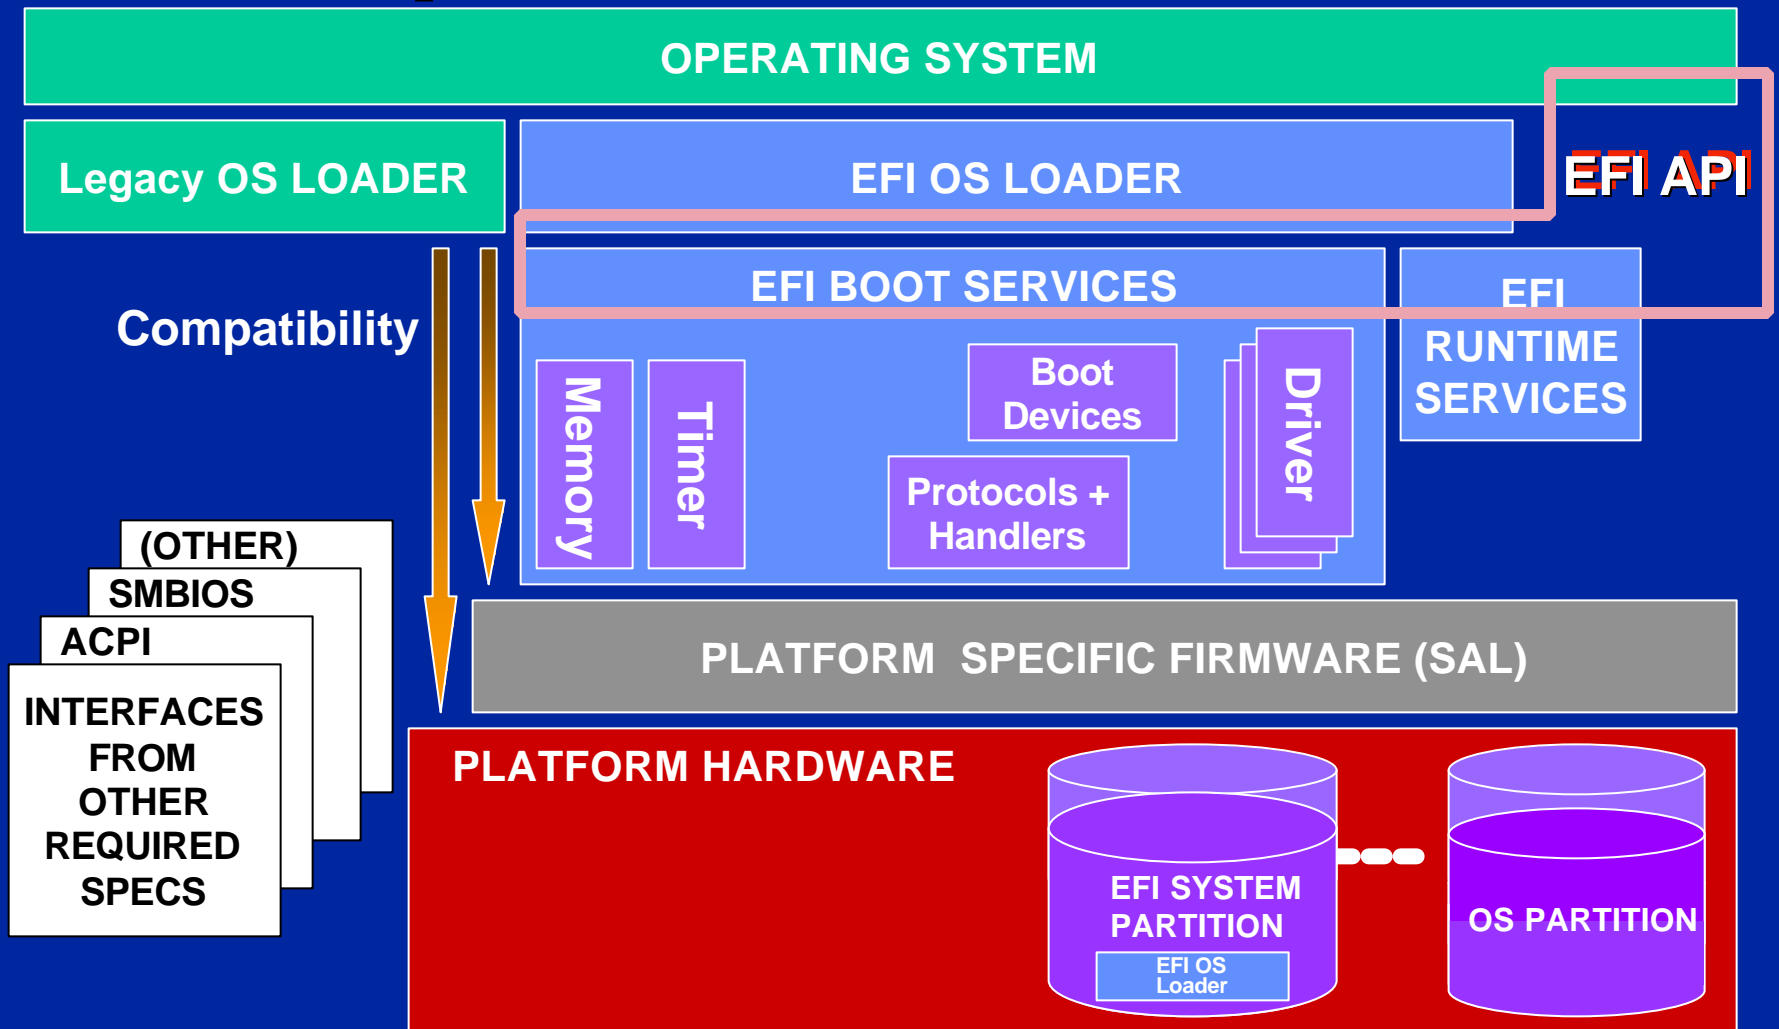 OPERATING SYSTEM
Legacy OS LOADER
EFI OS LOADER
EFI API
EFI BOOT SERVICES
EFI
RUNTIME
SERVICES
Compatibility
Memory
Timer
Boot
Devices
Protocols +
Handlers
Driver
(OTHER)
SMBIOS
ACPI
INTERFACES
FROM
OTHER
REQUIRED
SPECS
PLATFORM SPECIFIC FIRMWARE (SAL)
PLATFORM HARDWARE
EFI SYSTEM
PARTITION
EFI OS
Loader
OS PARTITION